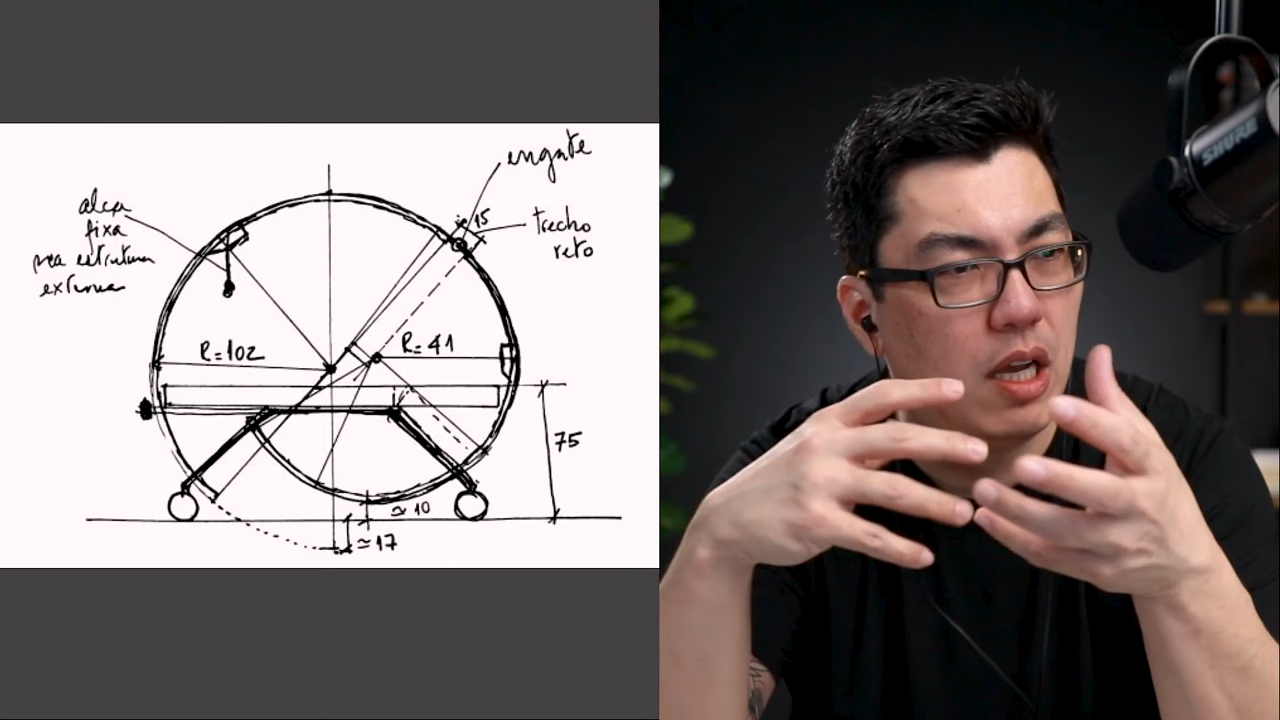 engate
alça
fixa
pra estrutura
externa
15
trecho
reto
R=102
R=41
75
≃ 10
≃ 17
SHURE